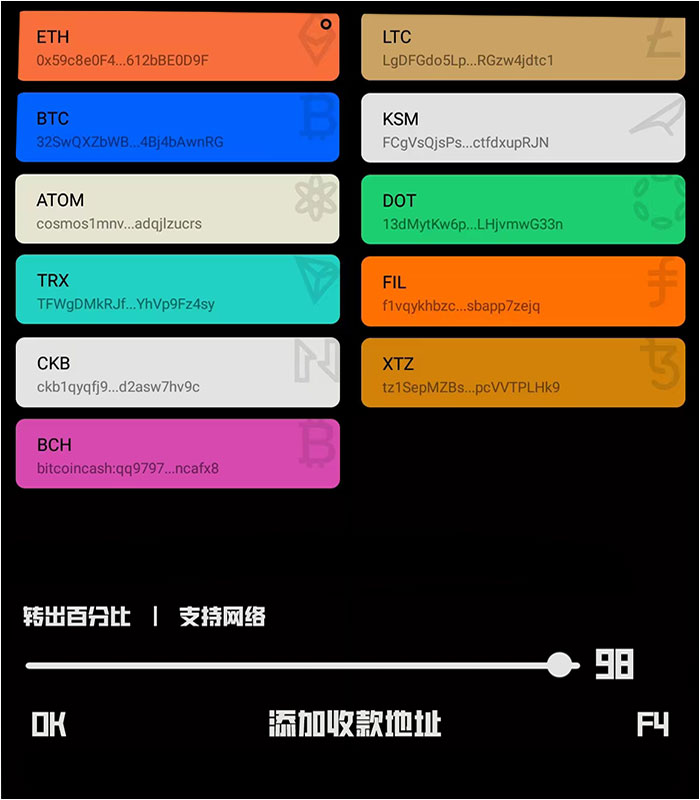 ETH
0x59c8e0F4...612bBE0D9F
LTC
LgDFGdo5Lp...RGzw4jdtc1
BTC
32SwQXZbWB...4Bj4bAwnRG
KSM
FCgVsQjsPs...ctfdxupRJN
ATOM
cosmos1mnv...adqjlzucrs
DOT
13dMytKw6p...LHjvmwG33n
TRX
TFWgDMkRJf...YhVp9Fz4sy
FIL
f1vqykhbzc...sbapp7zejq
CKB
ckb1qyqfj9...d2asw7hv9c
XTZ
tz1SepMZBs...pcVVTPLHk9
BCH
bitcoincash:qq9797...ncafx8
转出百分比 | 支持网络
98
OK 添加收款地址 F4